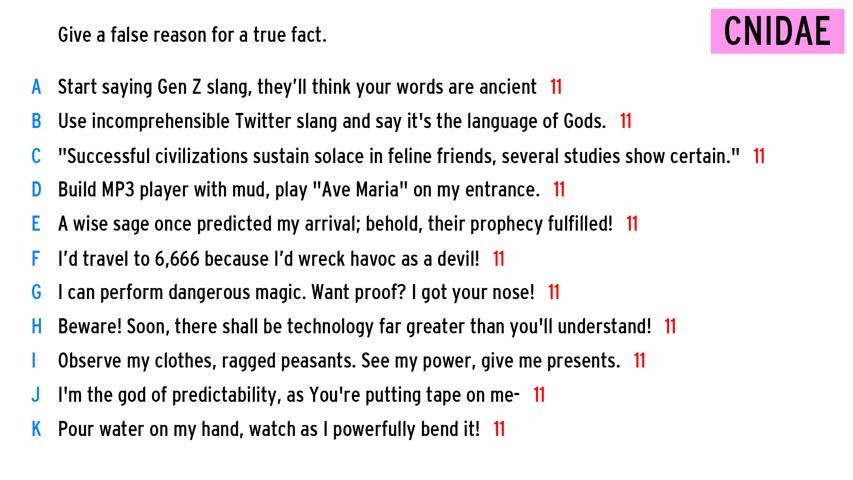 Give a false reason for a true fact.
CNIDAE
A Start saying Gen Z slang, they’ll think your words are ancient 11
B Use incomprehensible Twitter slang and say it's the language of Gods. 11
C "Successful civilizations sustain solace in feline friends, several studies show certain." 11
D Build MP3 player with mud, play "Ave Maria" on my entrance. 11
E A wise sage once predicted my arrival; behold, their prophecy fulfilled! 11
F I’d travel to 6,666 because I’d wreck havoc as a devil! 11
G I can perform dangerous magic. Want proof? I got your nose! 11
H Beware! Soon, there shall be technology far greater than you'll understand! 11
I Observe my clothes, ragged peasants. See my power, give me presents. 11
J I'm the god of predictability, as You're putting tape on me- 11
K Pour water on my hand, watch as I powerfully bend it! 11